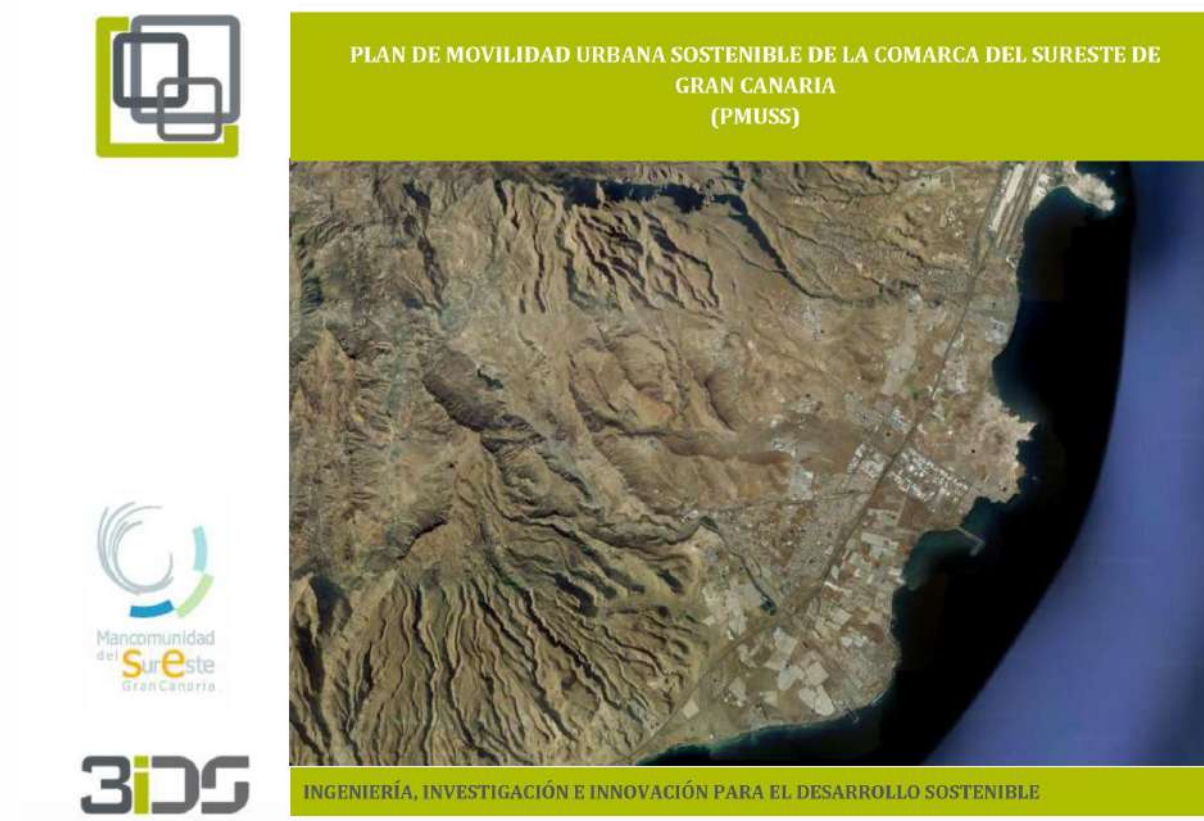 PLAN DE MOVILIDAD URBANA SOSTENIBLE DE LA COMARCA DEL SURESTE DE
GRAN CANARIA
(PMUSS)
Mancomunidad
del Sureste
Gran Canaria
3iDS
INGENIERÍA, INVESTIGACIÓN E INNOVACIÓN PARA EL DESARROLLO SOSTENIBLE